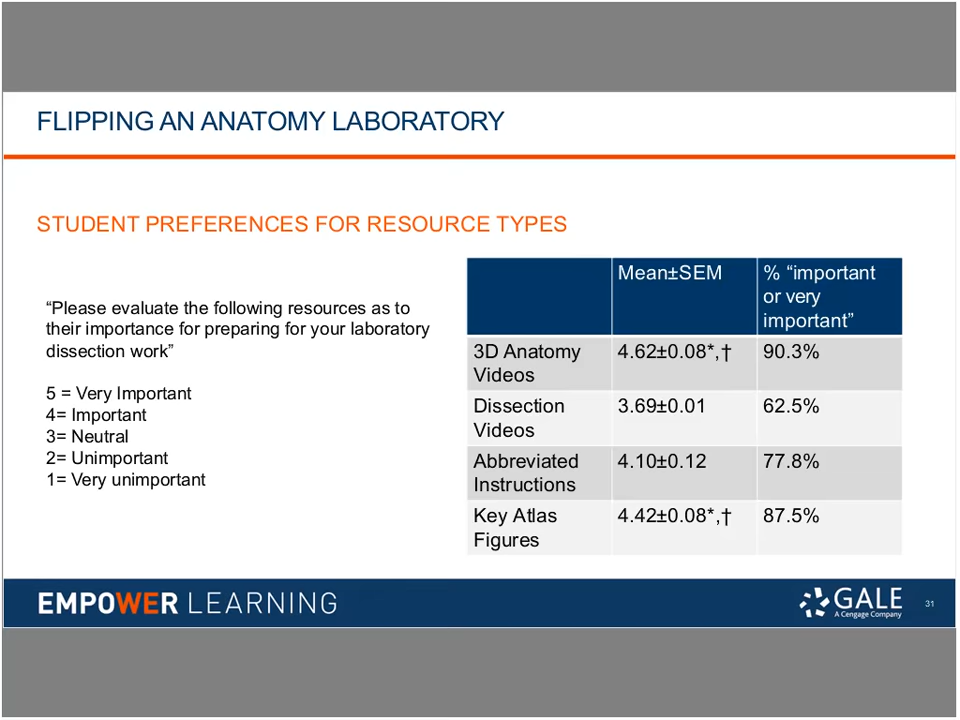 FLIPPING AN ANATOMY LABORATORY
STUDENT PREFERENCES FOR RESOURCE TYPES
“Please evaluate the following resources as to
their importance for preparing for your laboratory
dissection work”
5 = Very Important
4= Important
3= Neutral
2= Unimportant
1= Very unimportant
Mean±SEM
% “important
or very
important”
3D Anatomy
Videos
4.62±0.08*,†
90.3%
Dissection
Videos
3.69±0.01
62.5%
Abbreviated
Instructions
4.10±0.12
77.8%
Key Atlas
Figures
4.42±0.08*,†
87.5%
EMPOWER LEARNING
GALE
A Cengage Company
31